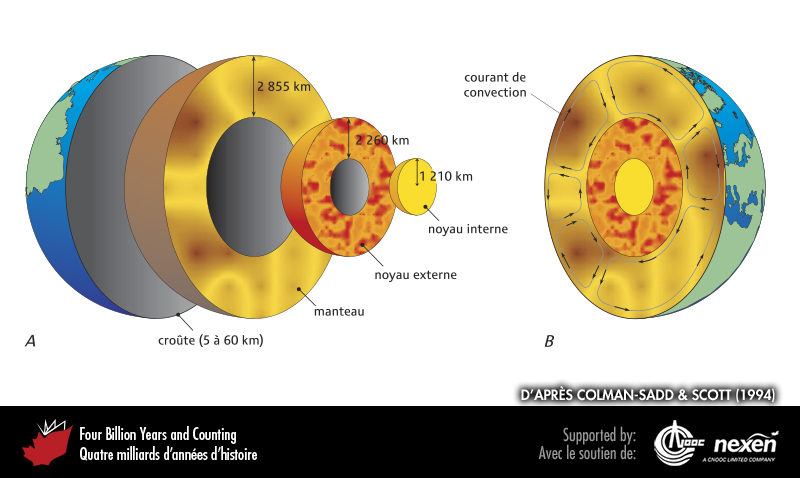 2 855 km
2 260 km
1 210 km
noyau interne
noyau externe
manteau
croûte (5 à 60 km)
A
courant de
convection
B
D'APRÈS COLMAN-SADD & SCOTT (1994)
Four Billion Years and Counting
Quatre milliards d'années d'histoire
Supported by:
Avec le soutien de:
CNOOC
nexen
A CNOOC LIMITED COMPANY